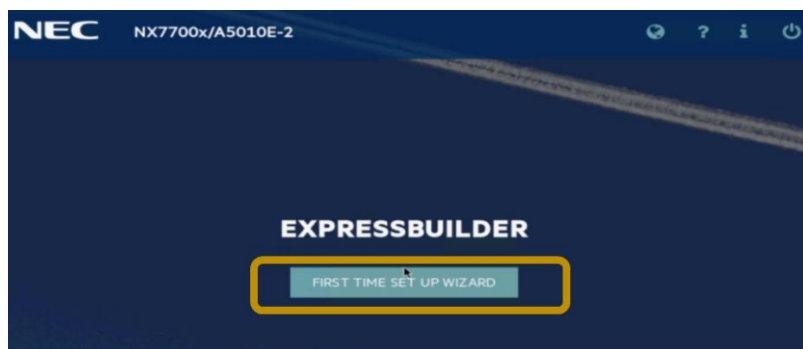 NEC NX7700x/A5010E-2 ? i
EXPRESSBUILDER
FIRST TIME SET UP WIZARD